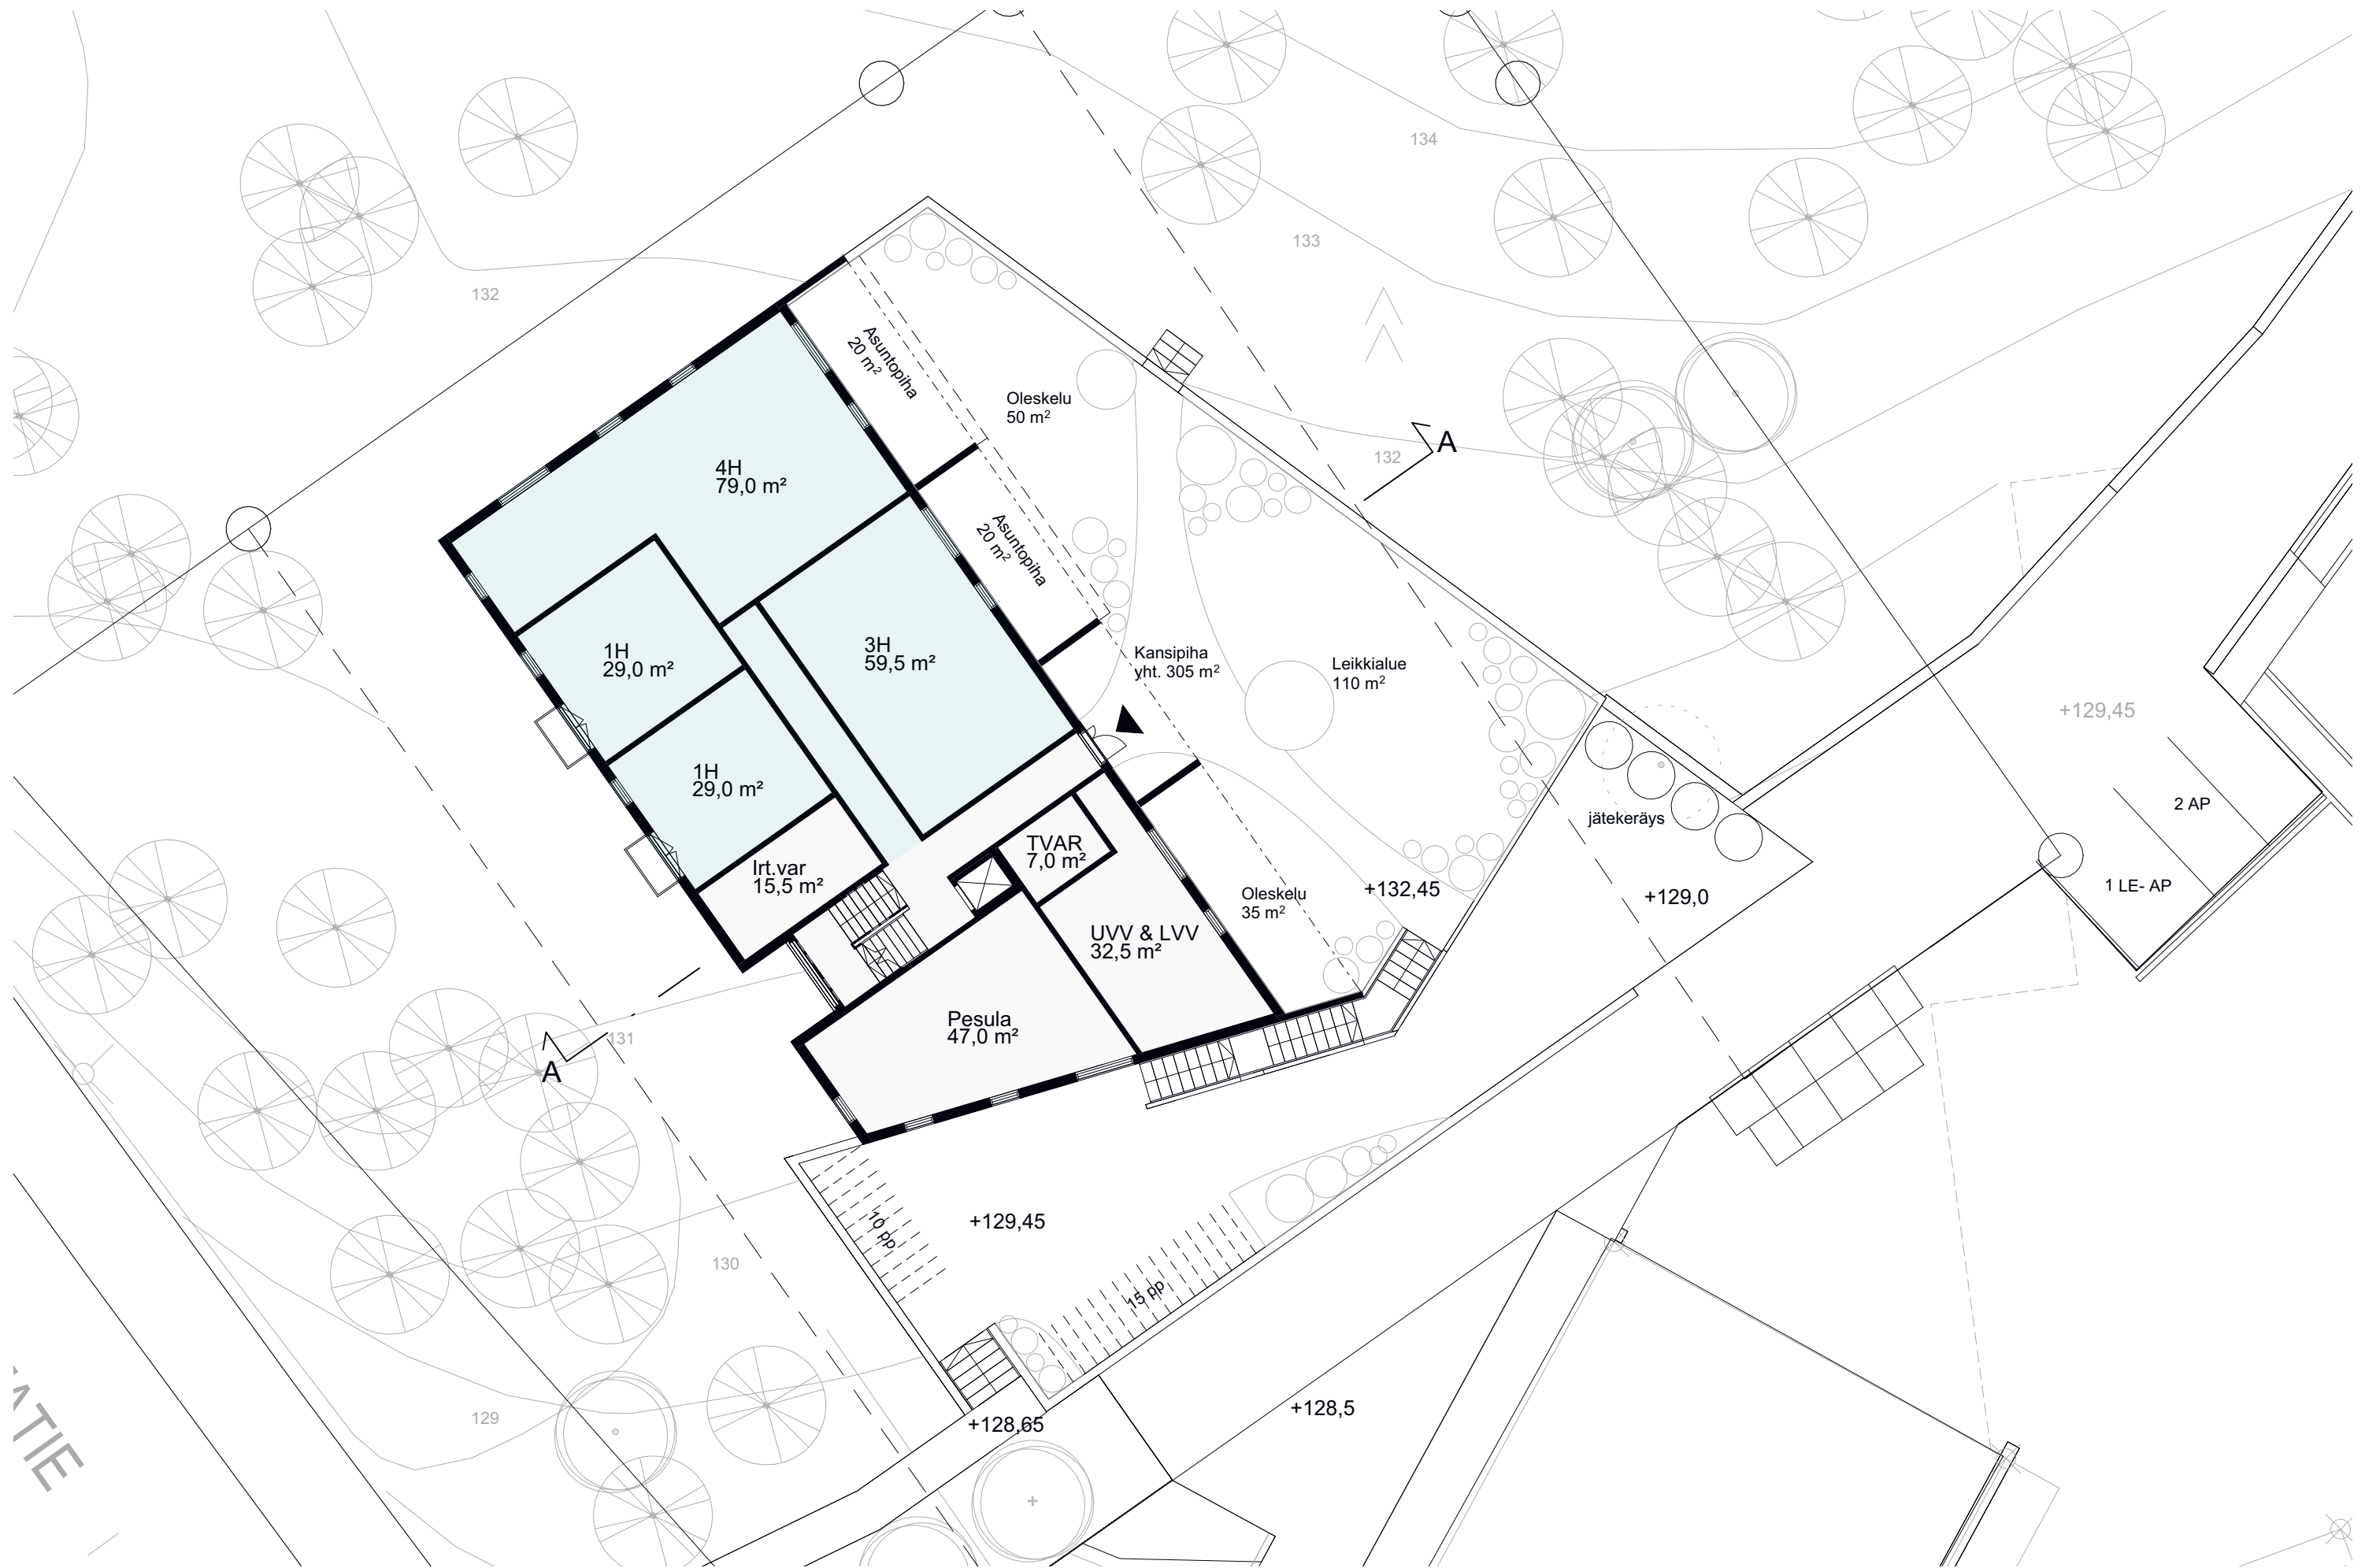 134
133
132
Asuntopiha
20 m²
Oleskelu
50 m²
A
132
4H
79,0 m²
Asuntopiha
20 m²
1H
29,0 m²
3H
59,5 m²
Kansipiha
yht. 305 m²
Leikkialue
110 m²
+129,45
1H
29,0 m²
2 AP
jätekeräys
TVAR
7,0 m²
Irt.var
15,5 m²
1 LE- AP
+132,45
+129,0
Oleskelu
35 m²
UVV & LVV
32,5 m²
Pesula
47,0 m²
131
A
10 pp
+129,45
130
15 pp
129
+128,65
+128,5
ATIE